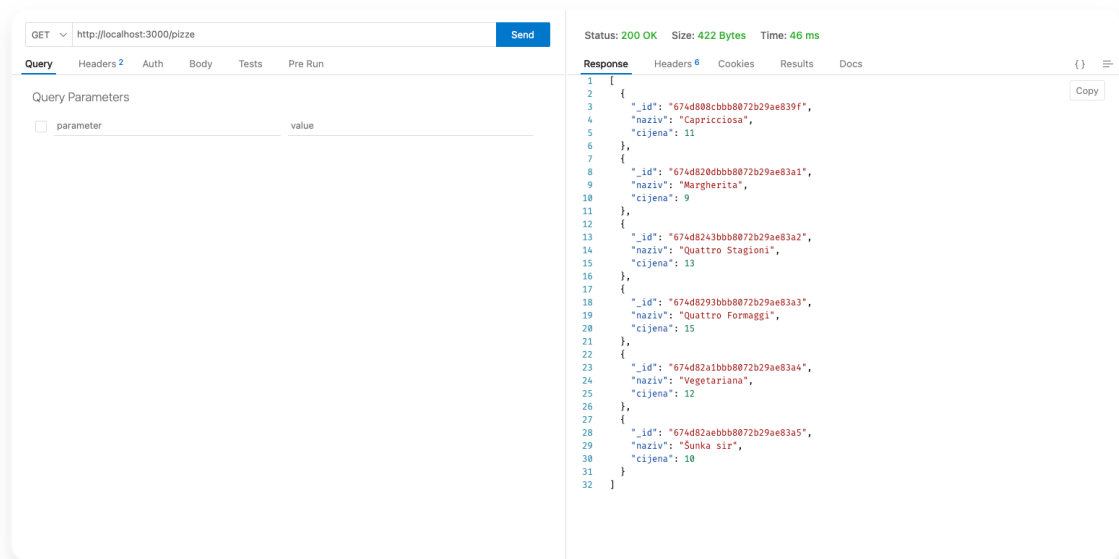 GET http://localhost:3000/pizze Send
Query Headers 2 Auth Body Tests Pre Run
Query Parameters
parameter value
Status: 200 OK Size: 422 Bytes Time: 46 ms
Response Headers 6 Cookies Results Docs { }
Copy
1 [
2 {
3 "_id": "674d808cbbb8072b29ae839f",
4 "naziv": "Capricciosa",
5 "cijena": 11
6 },
7 {
8 "_id": "674d820dbbb8072b29ae83a1",
9 "naziv": "Margherita",
10 "cijena": 9
11 },
12 {
13 "_id": "674d8243bbb8072b29ae83a2",
14 "naziv": "Quattro Stagioni",
15 "cijena": 13
16 },
17 {
18 "_id": "674d8293bbb8072b29ae83a3",
19 "naziv": "Quattro Formaggi",
20 "cijena": 15
21 },
22 {
23 "_id": "674d82a1bbb8072b29ae83a4",
24 "naziv": "Vegetariana",
25 "cijena": 12
26 },
27 {
28 "_id": "674d82aebbb8072b29ae83a5",
29 "naziv": "Šunka sir",
30 "cijena": 10
31 }
32 ]